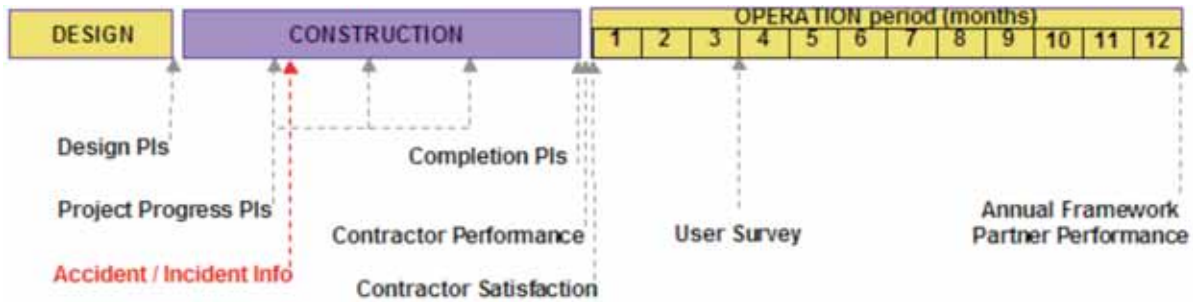 DESIGN
CONSTRUCTION
OPERATION period (months)
1 2 3 4 5 6 7 8 9 10 11 12
Design PIs
Completion PIs
Project Progress PIs
Contractor Performance
User Survey
Annual Framework
Partner Performance
Accident / Incident Info
Contractor Satisfaction